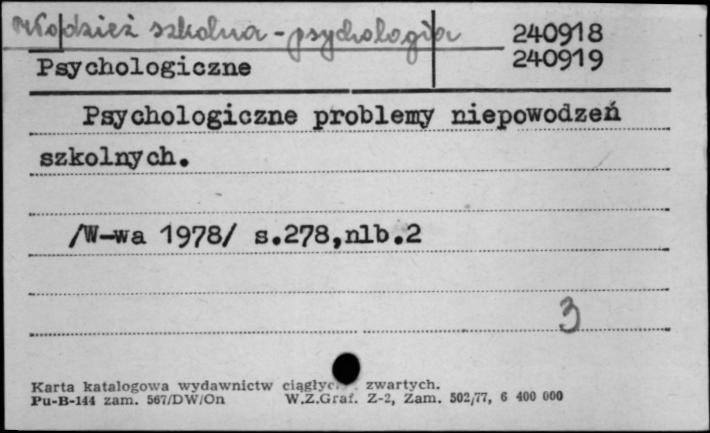 Młodzież szkolna - psychologia
240918
Psychologiczne
240919
Psychologiczne problemy niepowodzeń
szkolnych.
/W-wa 1978/ s.278,nlb.2
3
Karta katalogowa wydawnictw zwartych.
Pu-B-144 zam. 567/DW/On W.Z.Graf. Z-2, Zam. 502/77, 6 400 000